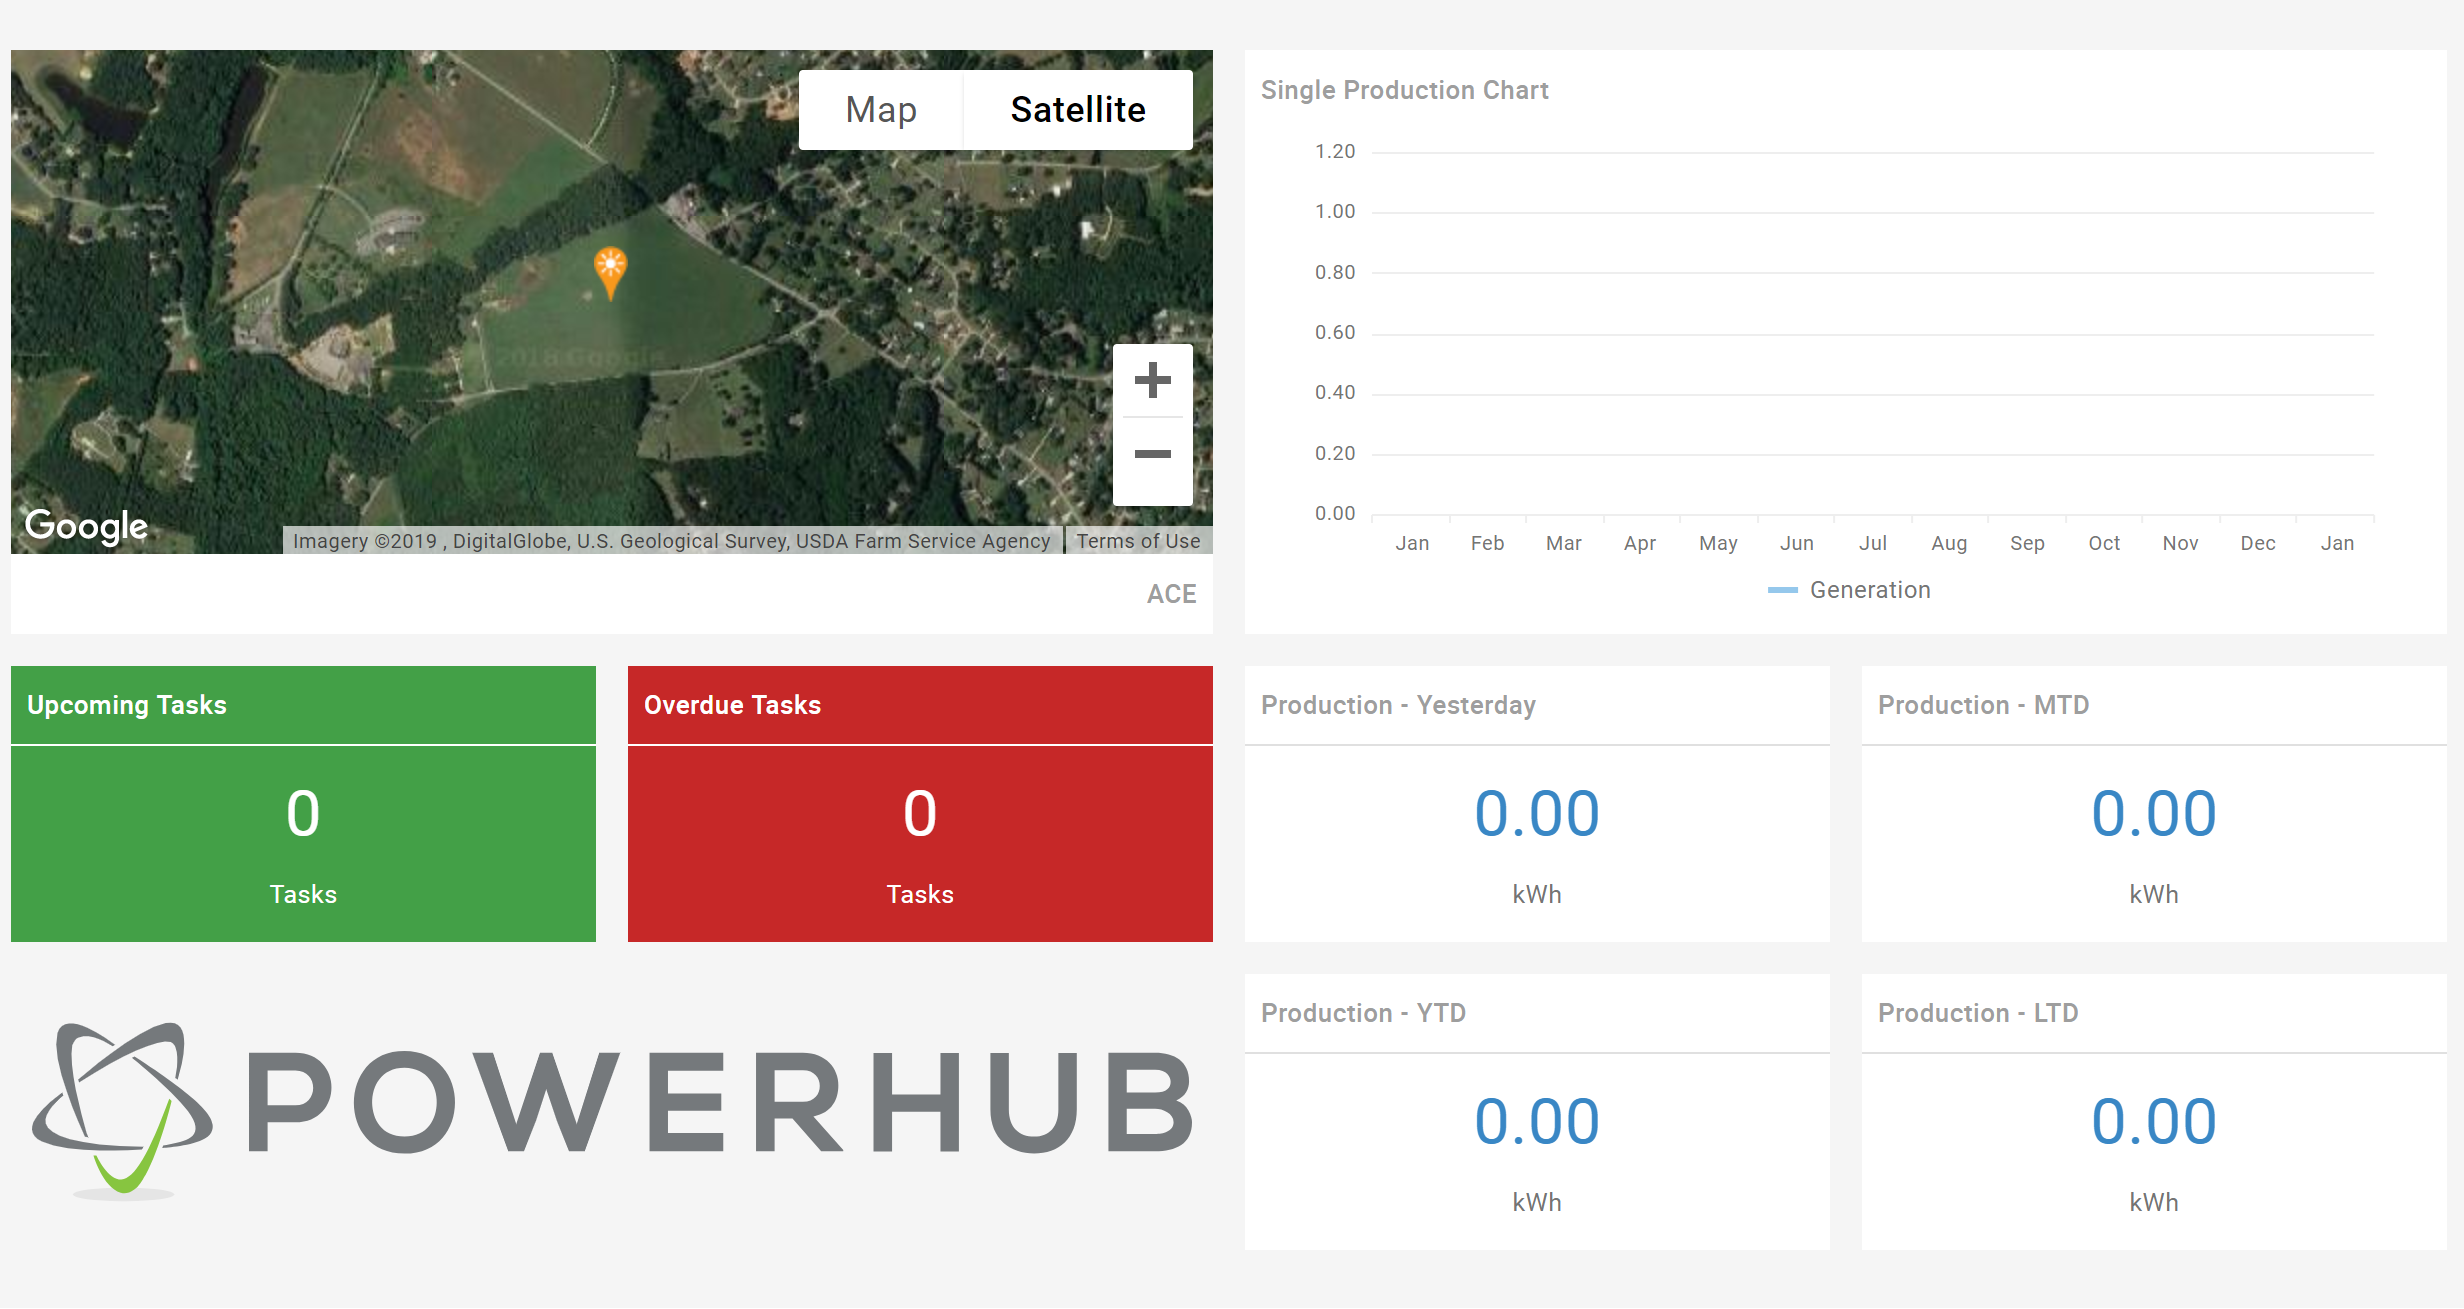 Map
Satellite
2018 Google
Google
Imagery ©2019 , DigitalGlobe, U.S. Geological Survey, USDA Farm Service Agency
Terms of Use
ACE
Single Production Chart
1.20
1.00
0.80
0.60
0.40
0.20
0.00
Jan Feb Mar Apr May Jun Jul Aug Sep Oct Nov Dec Jan
Generation
Upcoming Tasks
0
Tasks
Overdue Tasks
0
Tasks
Production - Yesterday
0.00
kWh
Production - MTD
0.00
kWh
POWERHUB
Production - YTD
0.00
kWh
Production - LTD
0.00
kWh